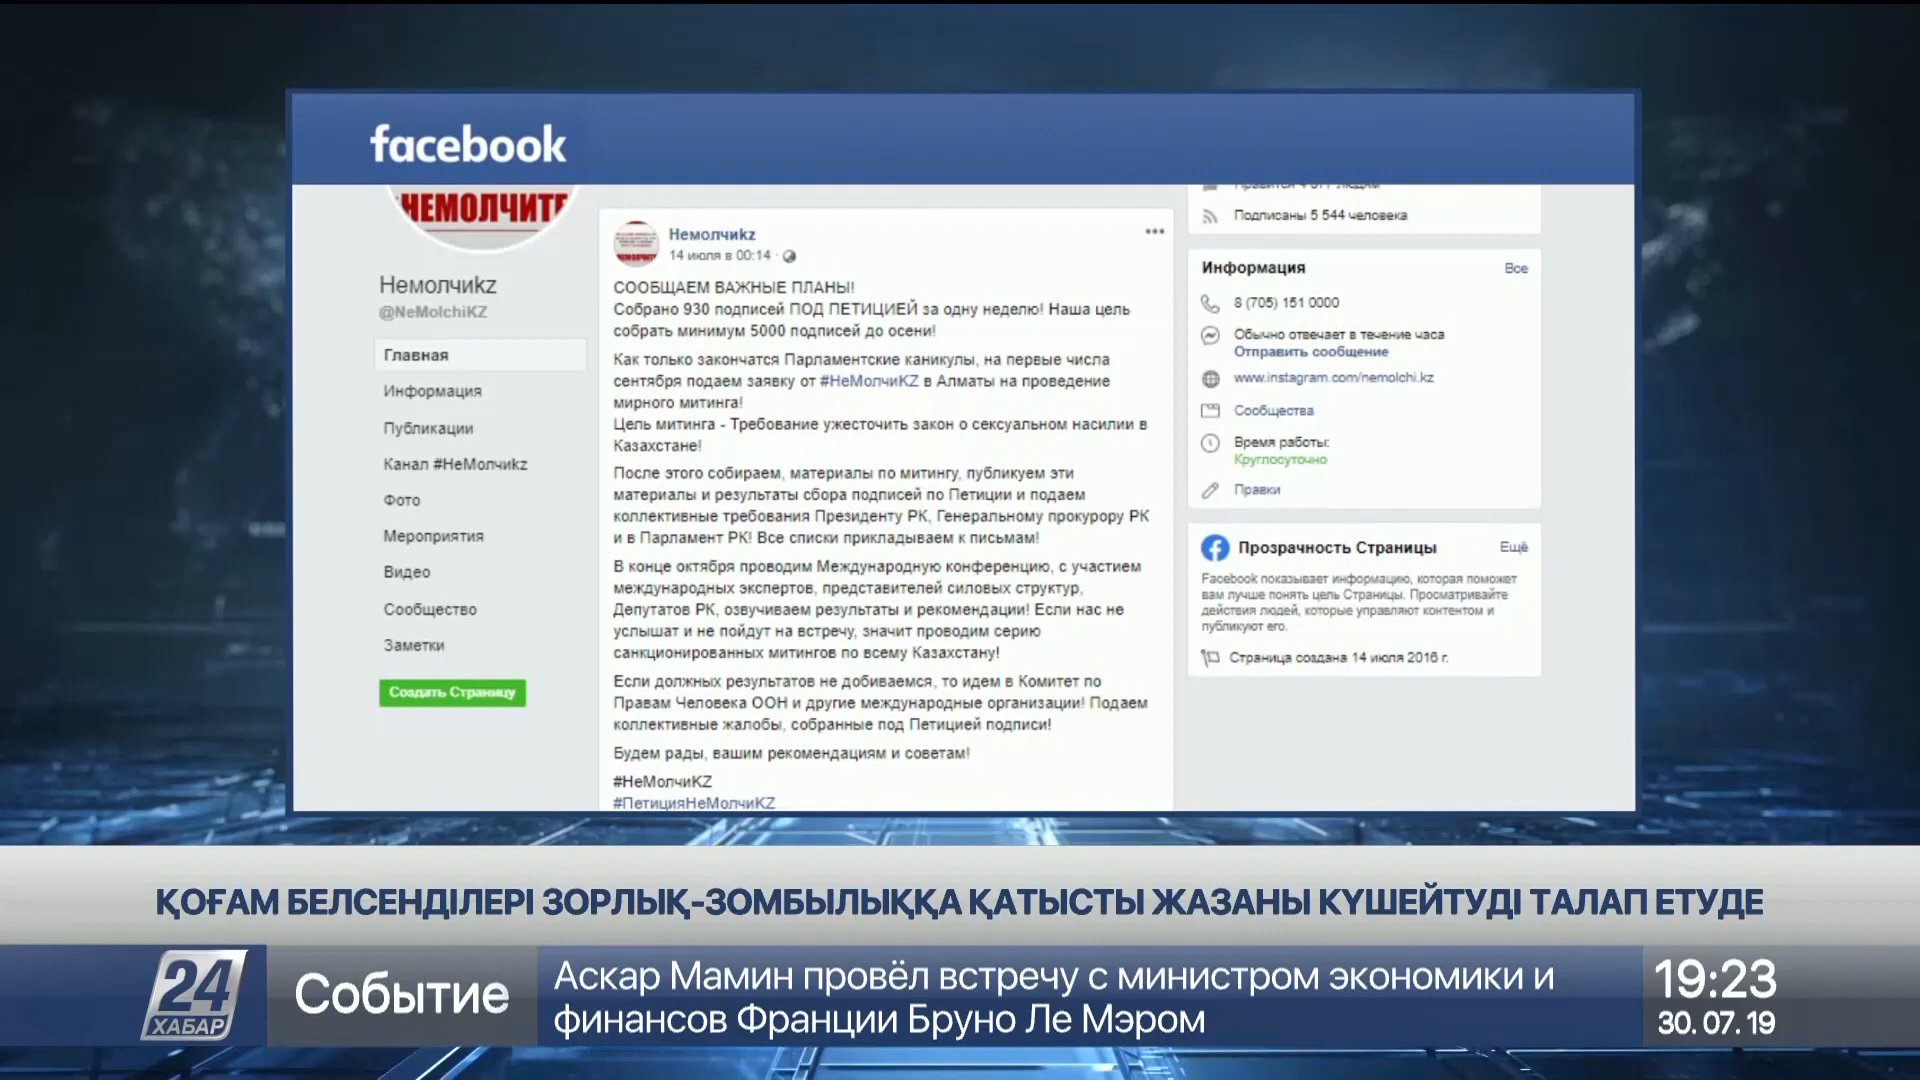 facebook
НЕМОЛЧИТЕ
Немолчиkz
@NeMolchiKZ
Главная
Информация
Публикации
Канал #НеМолчиkz
Фото
Мероприятия
Видео
Сообщество
Заметки
Создать Страницу
Немолчиkz
14 июля в 00:14 ·
СООБЩАЕМ ВАЖНЫЕ ПЛАНЫ!
Собрано 930 подписей ПОД ПЕТИЦИЕЙ за одну неделю! Наша цель
собрать минимум 5000 подписей до осени!
Как только закончатся Парламентские каникулы, на первые числа
сентября подаем заявку от #НеМолчиKZ в Алматы на проведение
мирного митинга!
Цель митинга - Требование ужесточить закон о сексуальном насилии в
Казахстане!
После этого собираем, материалы по митингу, публикуем эти
материалы и результаты сбора подписей по Петиции и подаем
коллективные требования Президенту РК, Генеральному прокурору РК
и в Парламент РК! Все списки прикладываем к письмам!
В конце октября проводим Международную конференцию, с участием
международных экспертов, представителей силовых структур,
Депутатов РК, озвучиваем результаты и рекомендации! Если нас не
услышат и не пойдут на встречу, значит проводим серию
санкционированных митингов по всему Казахстану!
Если должных результатов не добиваемся, то идем в Комитет по
Правам Человека ООН и другие международные организации! Подаем
коллективные жалобы, собранные под Петицией подписи!
Будем рады, вашим рекомендациям и советам!
#НеМолчиKZ
#ПетицияНеМолчиKZ
Подписаны 5 544 человека
Информация Все
8 (705) 151 0000
Обычно отвечает в течение часа
Отправить сообщение
www.instagram.com/nemolchi.kz
Сообщества
Время работы:
Круглосуточно
Правки
Прозрачность Страницы Ещё
Facebook показывает информацию, которая поможет
вам лучше понять цель Страницы. Просматривайте
действия людей, которые управляют контентом и
публикуют его.
Страница создана 14 июля 2016 г.
ҚОҒАМ БЕЛСЕНДІЛЕРІ ЗОРЛЫҚ-ЗОМБЫЛЫҚҚА ҚАТЫСТЫ ЖАЗАНЫ КҮШЕЙТУДІ ТАЛАП ЕТУДЕ
24
ХАБАР
Событие
Аскар Мамин провёл встречу с министром экономики и
финансов Франции Бруно Ле Мэром
19:23
30. 07. 19